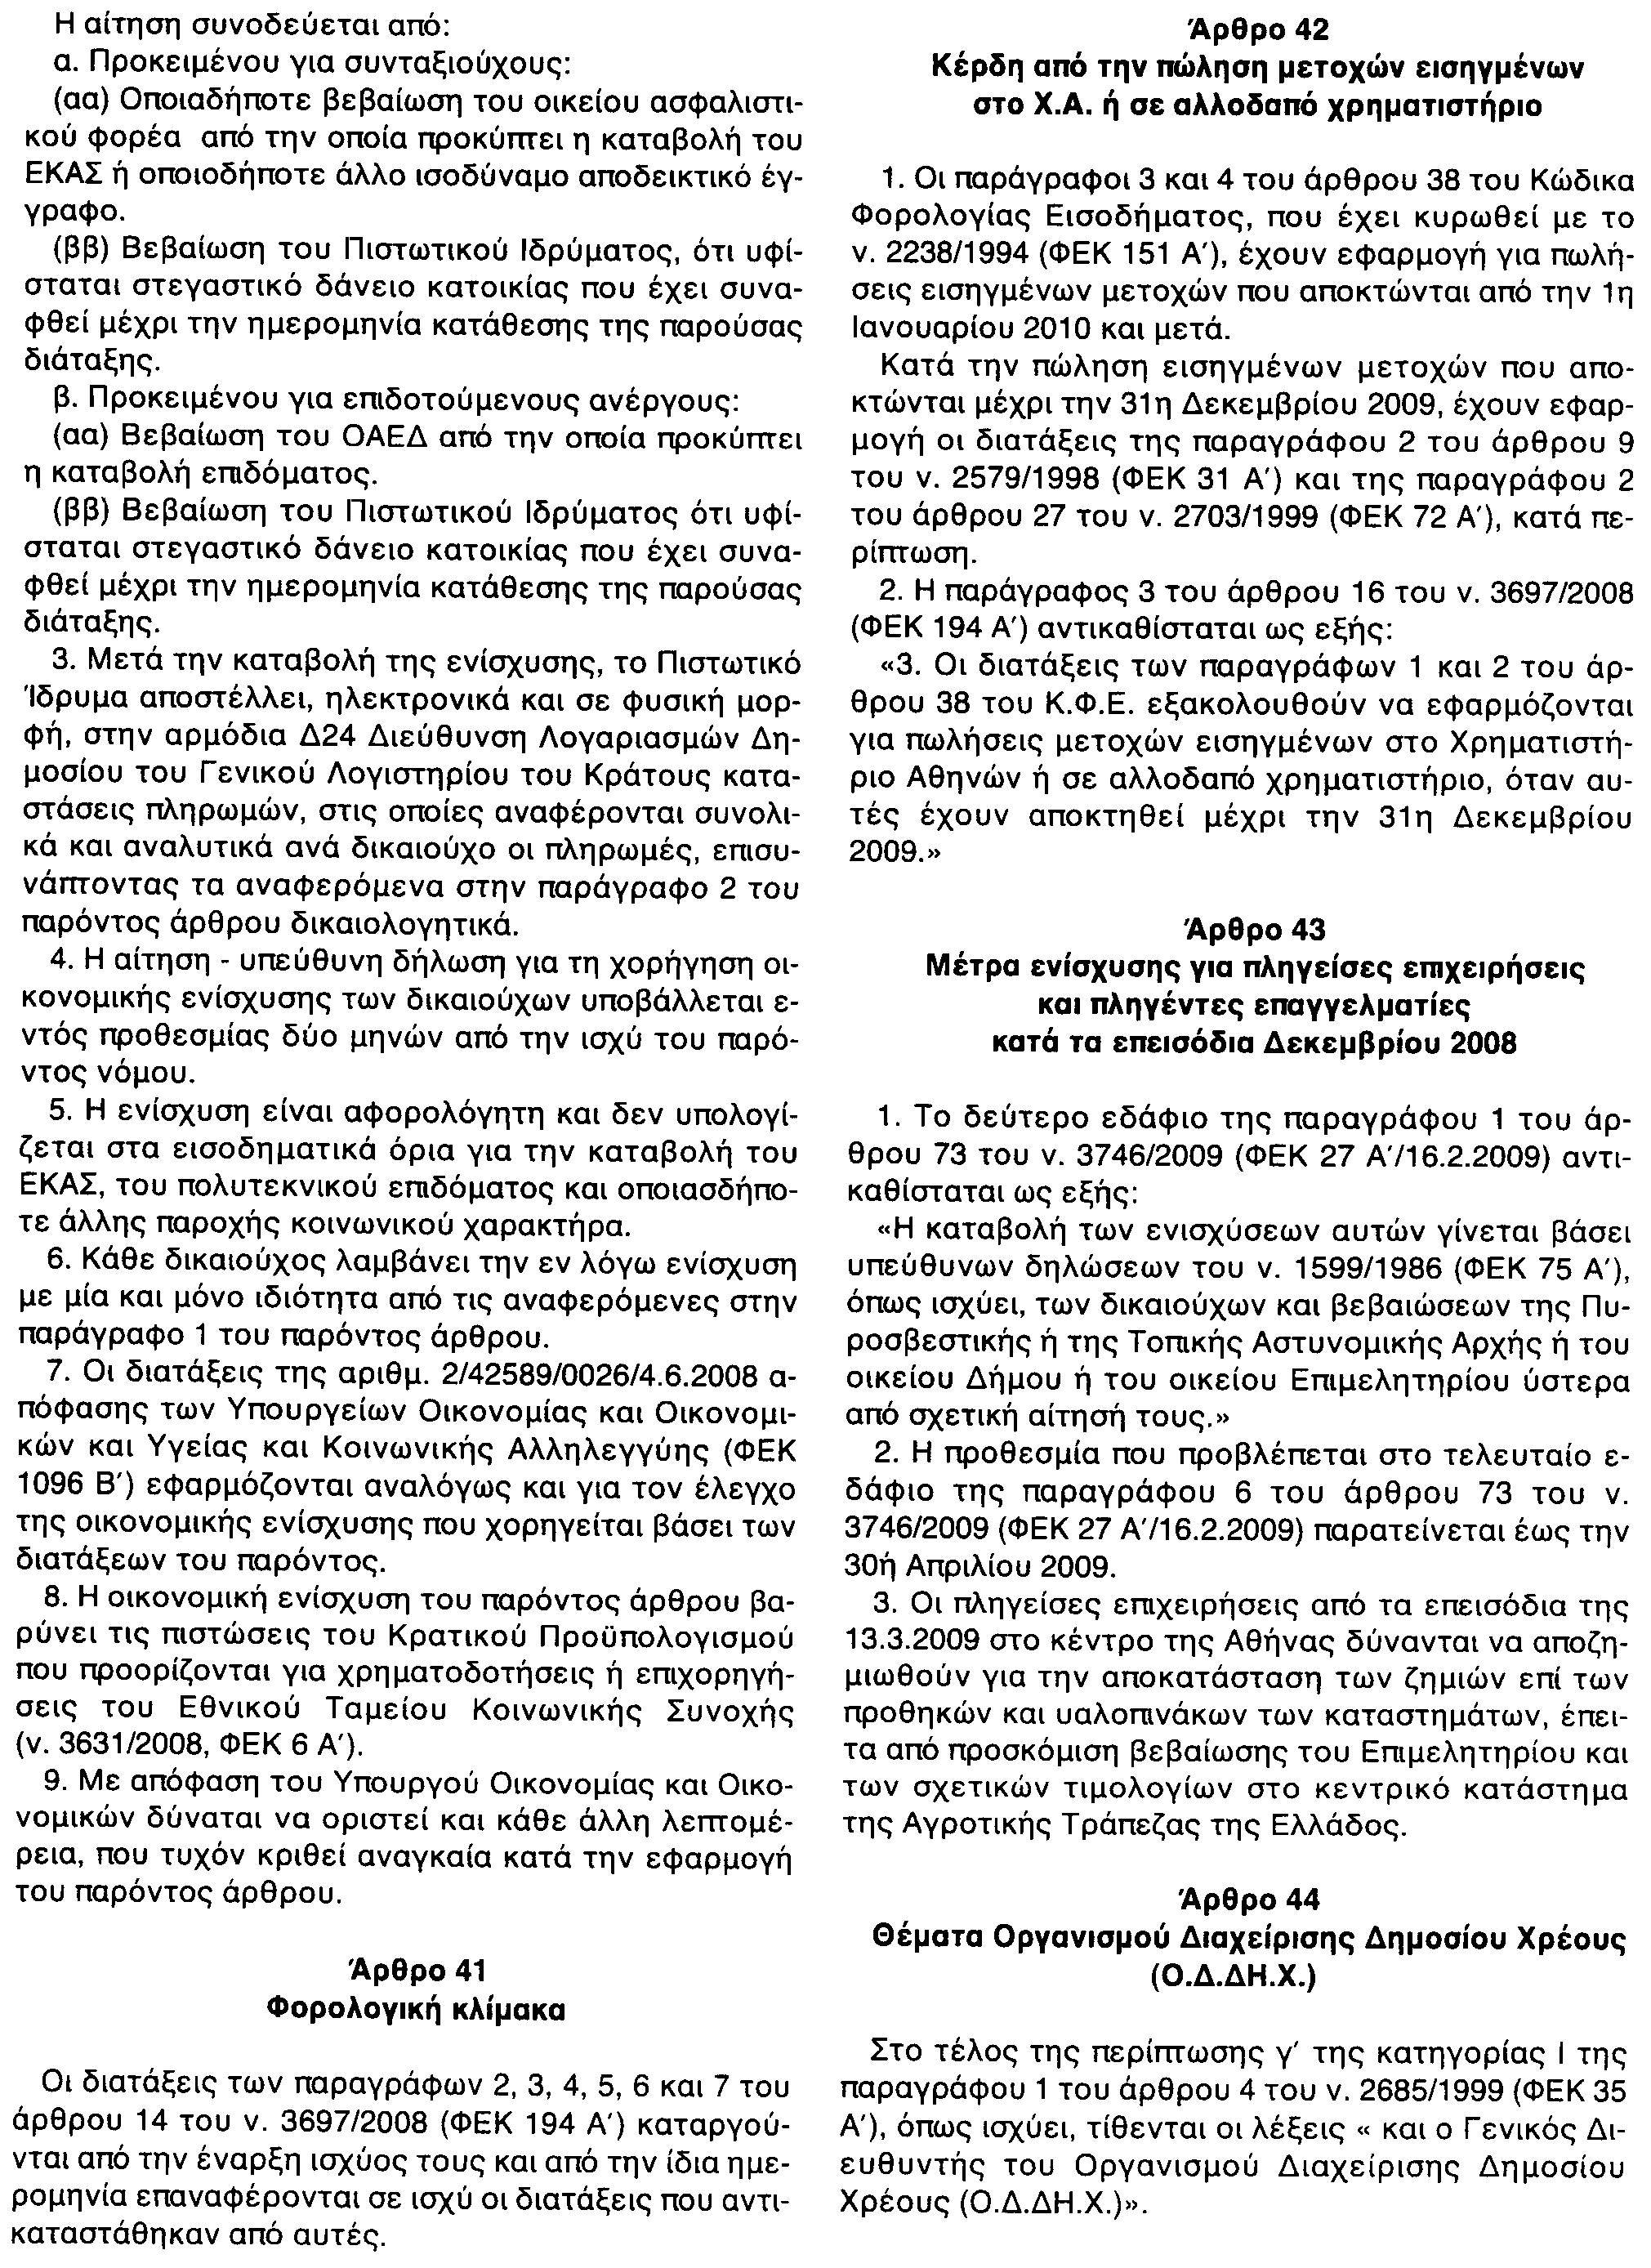 Η αίτηση συνοδεύεται από:
α. Προκειμένου για συνταξιούχους:
(αα) Οποιαδήποτε βεβαίωση του οικείου ασφαλιστι-
κού φορέα από την οποία προκύπτει η καταβολή του
ΕΚΑΣ ή οποιοδήποτε άλλο ισοδύναμο αποδεικτικό έγ-
γραφο.
(ββ) Βεβαίωση του Πιστωτικού Ιδρύματος, ότι υφί-
σταται στεγαστικό δάνειο κατοικίας που έχει συνα-
φθεί μέχρι την ημερομηνία κατάθεσης της παρούσας
διάταξης.
β. Προκειμένου για επιδοτούμενους ανέργους:
(αα) Βεβαίωση του ΟΑΕΔ από την οποία προκύπτει
η καταβολή επιδόματος.
(ββ) Βεβαίωση του Πιστωτικού Ιδρύματος ότι υφί-
σταται στεγαστικό δάνειο κατοικίας που έχει συνα-
φθεί μέχρι την ημερομηνία κατάθεσης της παρούσας
διάταξης.
3. Μετά την καταβολή της ενίσχυσης, το Πιστωτικό
Ίδρυμα αποστέλλει, ηλεκτρονικά και σε φυσική μορ-
φή, στην αρμόδια Δ24 Διεύθυνση Λογαριασμών Δη-
μοσίου του Γενικού Λογιστηρίου του Κράτους κατα-
στάσεις πληρωμών, στις οποίες αναφέρονται συνολι-
κά και αναλυτικά ανά δικαιούχο οι πληρωμές, επισυ-
νάπτοντας τα αναφερόμενα στην παράγραφο 2 του
παρόντος άρθρου δικαιολογητικά.
4. Η αίτηση - υπεύθυνη δήλωση για τη χορήγηση οι-
κονομικής ενίσχυσης των δικαιούχων υποβάλλεται ε-
ντός προθεσμίας δύο μηνών από την ισχύ του παρό-
ντος νόμου.
5. Η ενίσχυση είναι αφορολόγητη και δεν υπολογί-
ζεται στα εισοδηματικά όρια για την καταβολή του
ΕΚΑΣ, του πολυτεκνικού επιδόματος και οποιασδήπο-
τε άλλης παροχής κοινωνικού χαρακτήρα.
6. Κάθε δικαιούχος λαμβάνει την εν λόγω ενίσχυση
με μία και μόνο ιδιότητα από τις αναφερόμενες στην
παράγραφο 1 του παρόντος άρθρου.
7. Οι διατάξεις της αριθμ. 2/42589/0026/4.6.2008 α-
πόφασης των Υπουργείων Οικονομίας και Οικονομι-
κών και Υγείας και Κοινωνικής Αλληλεγγύης (ΦΕΚ
1096 Β΄) εφαρμόζονται αναλόγως και για τον έλεγχο
της οικονομικής ενίσχυσης που χορηγείται βάσει των
διατάξεων του παρόντος.
8. Η οικονομική ενίσχυση του παρόντος άρθρου βα-
ρύνει τις πιστώσεις του Κρατικού Προϋπολογισμού
που προορίζονται για χρηματοδοτήσεις ή επιχορηγή-
σεις του Εθνικού Ταμείου Κοινωνικής Συνοχής
(ν. 3631/2008, ΦΕΚ 6 Α΄).
9. Με απόφαση του Υπουργού Οικονομίας και Οικο-
νομικών δύναται να οριστεί και κάθε άλλη λεπτομέ-
ρεια, που τυχόν κριθεί αναγκαία κατά την εφαρμογή
του παρόντος άρθρου.
Άρθρο 41
Φορολογική κλίμακα
Οι διατάξεις των παραγράφων 2, 3, 4, 5, 6 και 7 του
άρθρου 14 του ν. 3697/2008 (ΦΕΚ 194 Α΄) καταργού-
νται από την έναρξη ισχύος τους και από την ίδια ημε-
ρομηνία επαναφέρονται σε ισχύ οι διατάξεις που αντι-
καταστάθηκαν από αυτές.
Άρθρο 42
Κέρδη από την πώληση μετοχών εισηγμένων
στο Χ.Α. ή σε αλλοδαπό χρηματιστήριο
1. Οι παράγραφοι 3 και 4 του άρθρου 38 του Κώδικα
Φορολογίας Εισοδήματος, που έχει κυρωθεί με το
ν. 2238/1994 (ΦΕΚ 151 Α΄), έχουν εφαρμογή για πωλή-
σεις εισηγμένων μετοχών που αποκτώνται από την 1η
Ιανουαρίου 2010 και μετά.
Κατά την πώληση εισηγμένων μετοχών που απο-
κτώνται μέχρι την 31η Δεκεμβρίου 2009, έχουν εφαρ-
μογή οι διατάξεις της παραγράφου 2 του άρθρου 9
του ν. 2579/1998 (ΦΕΚ 31 Α΄) και της παραγράφου 2
του άρθρου 27 του ν. 2703/1999 (ΦΕΚ 72 Α΄), κατά πε-
ρίπτωση.
2. Η παράγραφος 3 του άρθρου 16 του ν. 3697/2008
(ΦΕΚ 194 Α΄) αντικαθίσταται ως εξής:
«3. Οι διατάξεις των παραγράφων 1 και 2 του άρ-
θρου 38 του Κ.Φ.Ε. εξακολουθούν να εφαρμόζονται
για πωλήσεις μετοχών εισηγμένων στο Χρηματιστή-
ριο Αθηνών ή σε αλλοδαπό χρηματιστήριο, όταν αυ-
τές έχουν αποκτηθεί μέχρι την 31η Δεκεμβρίου
2009.»
Άρθρο 43
Μέτρα ενίσχυσης για πληγείσες επιχειρήσεις
και πληγέντες επαγγελματίες
κατά τα επεισόδια Δεκεμβρίου 2008
1. Το δεύτερο εδάφιο της παραγράφου 1 του άρ-
θρου 73 του ν. 3746/2009 (ΦΕΚ 27 Α΄/16.2.2009) αντι-
καθίσταται ως εξής:
«Η καταβολή των ενισχύσεων αυτών γίνεται βάσει
υπεύθυνων δηλώσεων του ν. 1599/1986 (ΦΕΚ 75 Α΄),
όπως ισχύει, των δικαιούχων και βεβαιώσεων της Πυ-
ροσβεστικής ή της Τοπικής Αστυνομικής Αρχής ή του
οικείου Δήμου ή του οικείου Επιμελητηρίου ύστερα
από σχετική αίτησή τους.»
2. Η προθεσμία που προβλέπεται στο τελευταίο ε-
δάφιο της παραγράφου 6 του άρθρου 73 του ν.
3746/2009 (ΦΕΚ 27 Α΄/16.2.2009) παρατείνεται έως την
30ή Απριλίου 2009.
3. Οι πληγείσες επιχειρήσεις από τα επεισόδια της
13.3.2009 στο κέντρο της Αθήνας δύνανται να αποζη-
μιωθούν για την αποκατάσταση των ζημιών επί των
προθηκών και υαλοπινάκων των καταστημάτων, έπει-
τα από προσκόμιση βεβαίωσης του Επιμελητηρίου και
των σχετικών τιμολογίων στο κεντρικό κατάστημα
της Αγροτικής Τράπεζας της Ελλάδος.
Άρθρο 44
Θέματα Οργανισμού Διαχείρισης Δημοσίου Χρέους
(Ο.Δ.ΔΗ.Χ.)
Στο τέλος της περίπτωσης γ΄ της κατηγορίας Ι της
παραγράφου 1 του άρθρου 4 του ν. 2685/1999 (ΦΕΚ 35
Α΄), όπως ισχύει, τίθενται οι λέξεις « και ο Γενικός Δι-
ευθυντής του Οργανισμού Διαχείρισης Δημοσίου
Χρέους (Ο.Δ.ΔΗ.Χ.)».